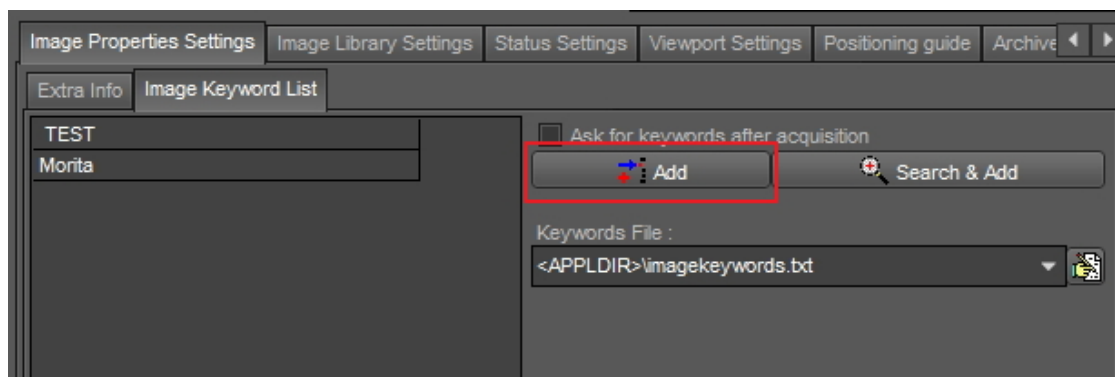 Image Properties Settings Image Library Settings Status Settings Viewport Settings Positioning guide Archive
Extra Info Image Keyword List
TEST
Morita
Ask for keywords after acquisition
Add Search & Add
Keywords File :
<APPLDIR>\imagekeywords.txt